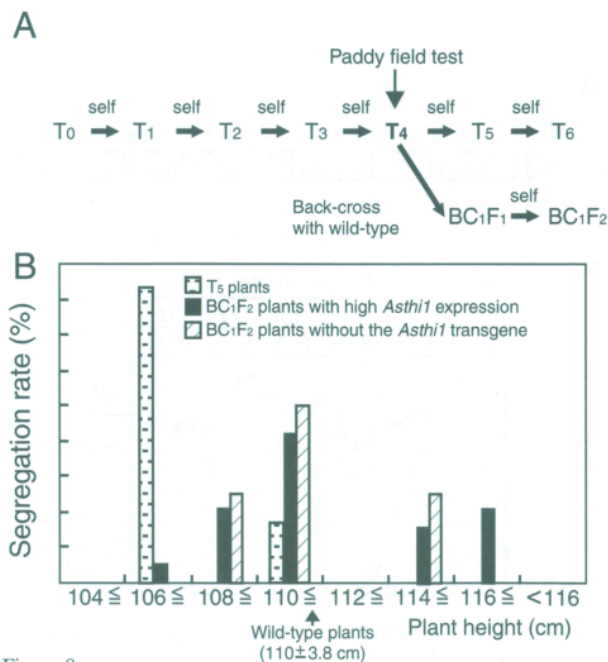 A
Paddy field test
self self self self self self
T0 T1 T2 T3 T4 T5 T6
self
Back-cross
with wild-type
BC1F1 BC1F2
B
T5 plants
BC1F2 plants with high Asthi1 expression
BC1F2 plants without the Asthi1 transgene
Segregation rate (%)
104 ≦ 106 ≦ 108 ≦ 110 ≦ 112 ≦ 114 ≦ 116 ≦ <116
Wild-type plants
(110±3.8 cm)
Plant height (cm)